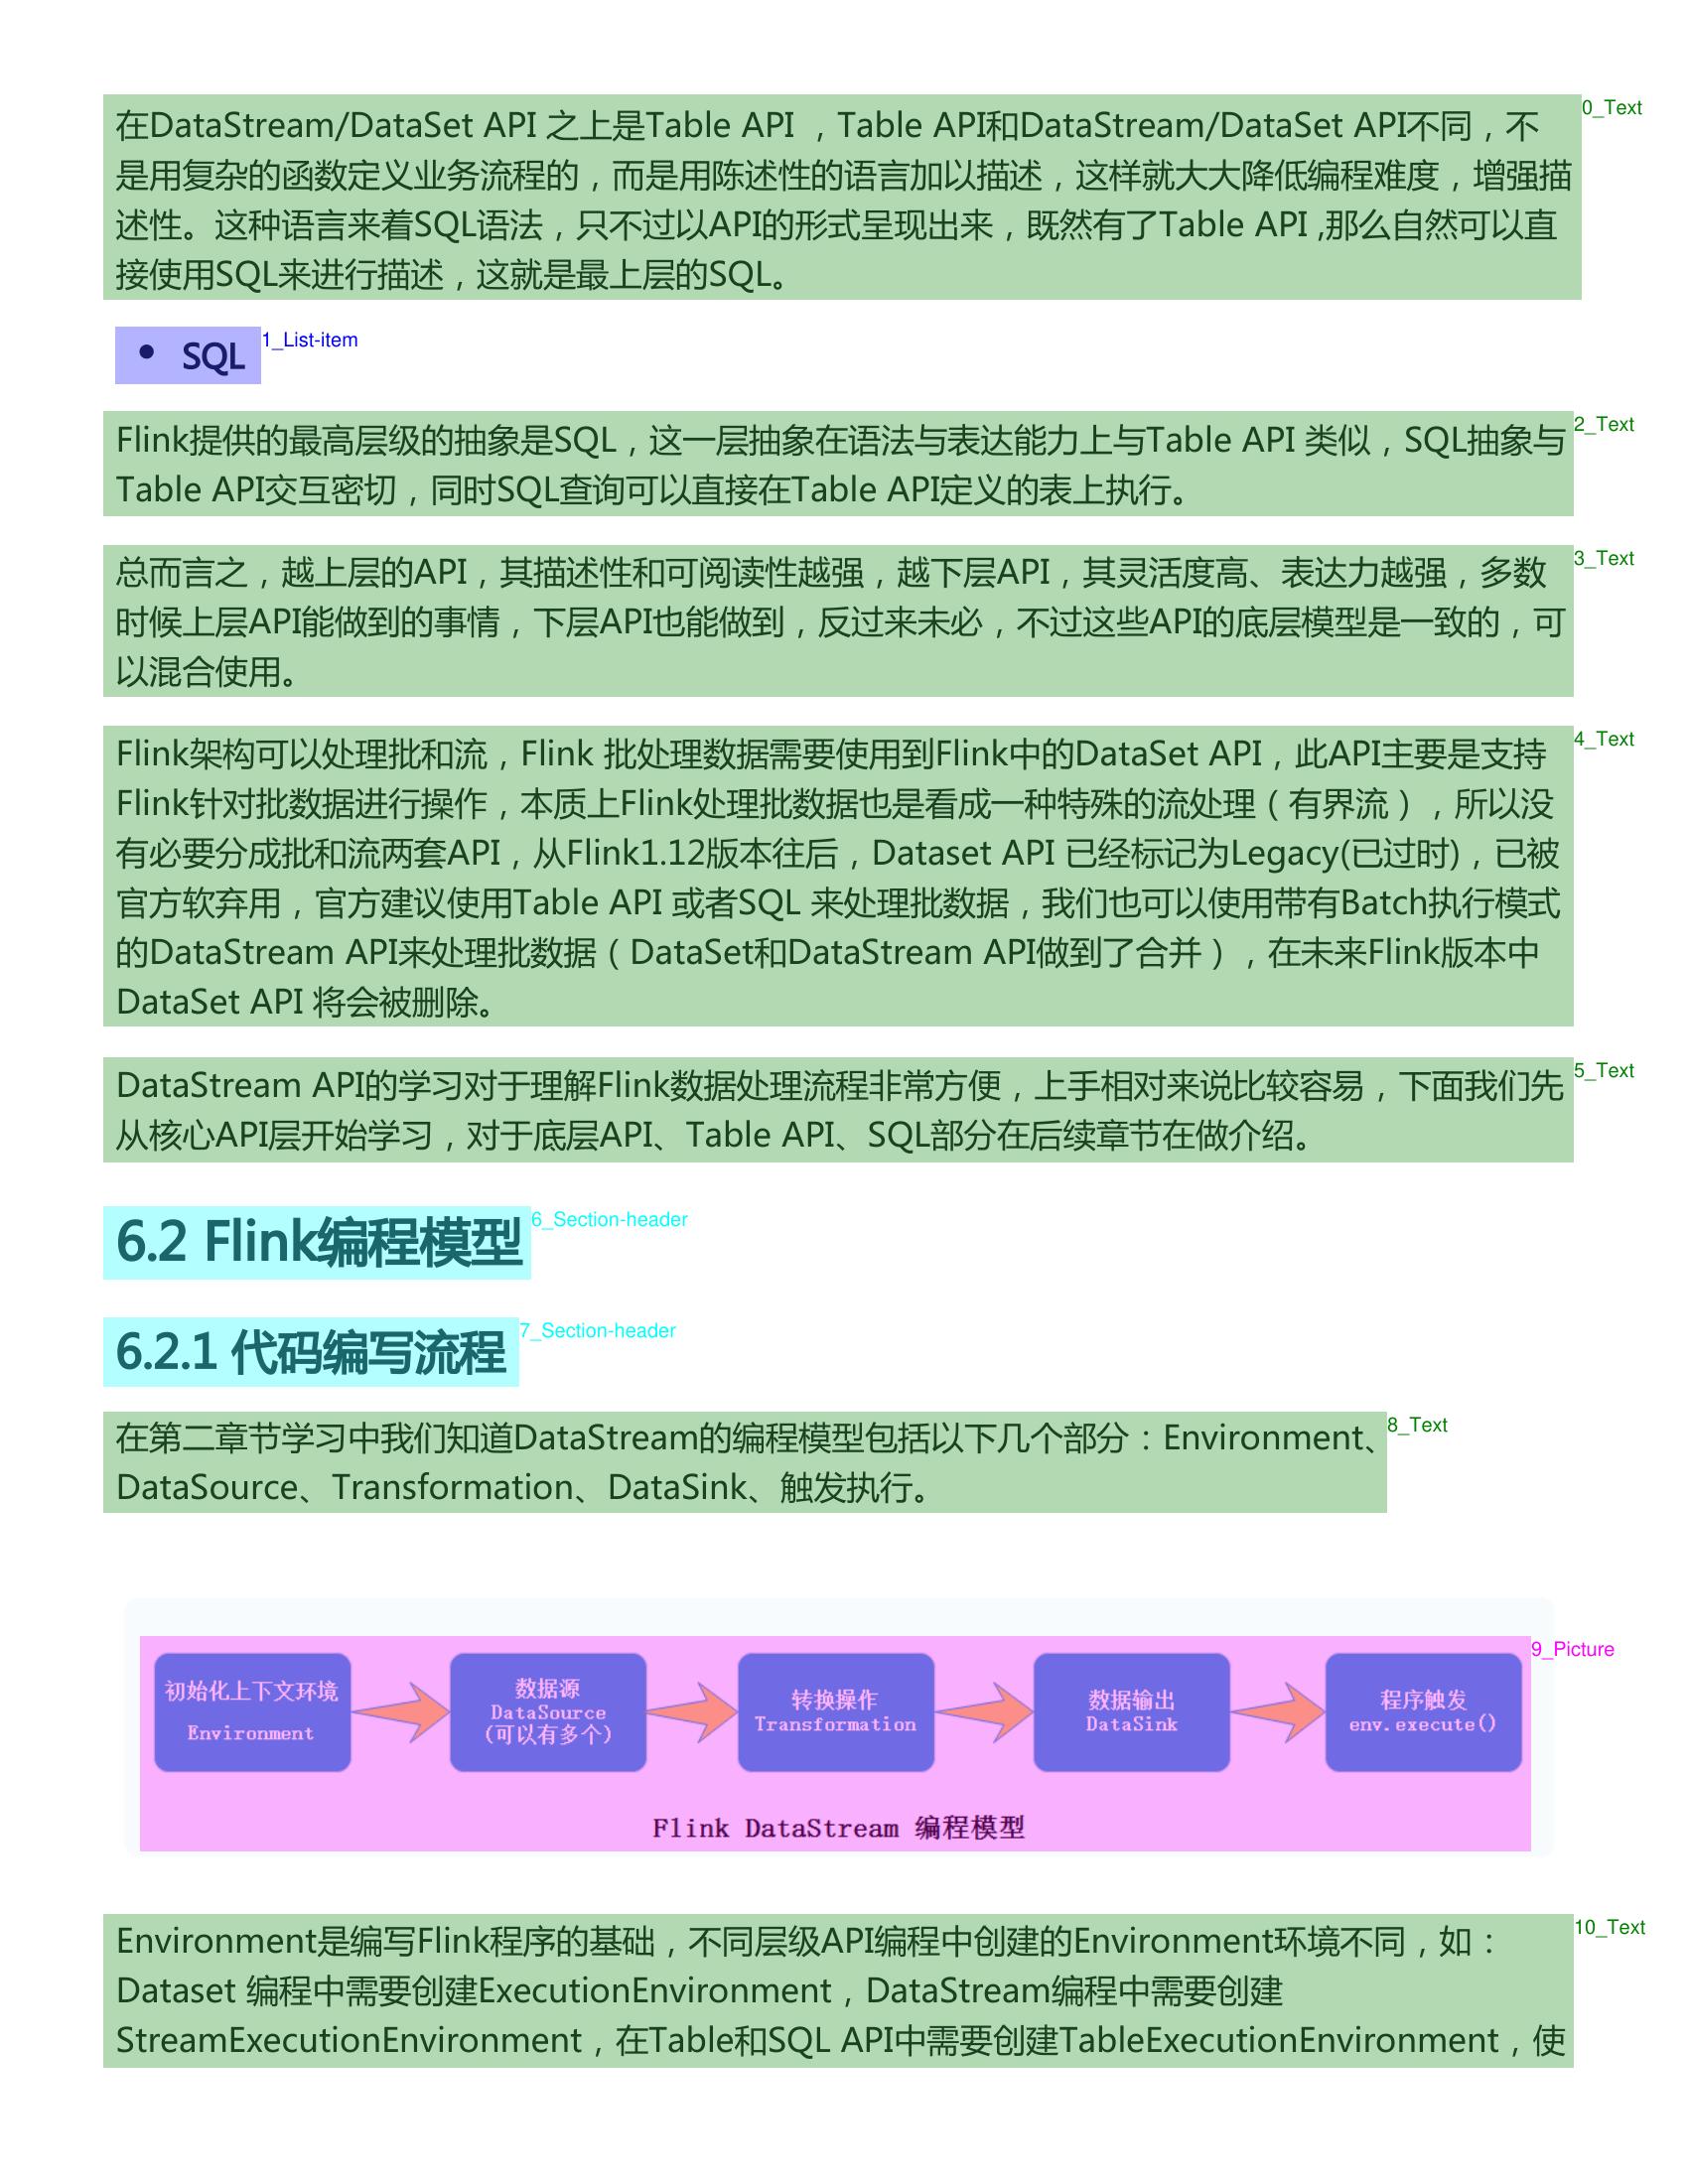 在DataStream/DataSet API 之上是Table API ，Table API和DataStream/DataSet API不同，不
0_Text
是用复杂的函数定义业务流程的，而是用陈述性的语言加以描述，这样就大大降低编程难度，增强描
述性。这种语言来着SQL语法，只不过以API的形式呈现出来，既然有了Table API ,那么自然可以直
接使用SQL来进行描述，这就是最上层的SQL。
• SQL
1_List-item
Flink提供的最高层级的抽象是SQL，这一层抽象在语法与表达能力上与Table API 类似，SQL抽象与
2_Text
Table API交互密切，同时SQL查询可以直接在Table API定义的表上执行。
总而言之，越上层的API，其描述性和可阅读性越强，越下层API，其灵活度高、表达力越强，多数
3_Text
时候上层API能做到的事情，下层API也能做到，反过来未必，不过这些API的底层模型是一致的，可
以混合使用。
Flink架构可以处理批和流，Flink 批处理数据需要使用到Flink中的DataSet API，此API主要是支持
4_Text
Flink针对批数据进行操作，本质上Flink处理批数据也是看成一种特殊的流处理（有界流），所以没
有必要分成批和流两套API，从Flink1.12版本往后，Dataset API 已经标记为Legacy(已过时)，已被
官方软弃用，官方建议使用Table API 或者SQL 来处理批数据，我们也可以使用带有Batch执行模式
的DataStream API来处理批数据（DataSet和DataStream API做到了合并），在未来Flink版本中
DataSet API 将会被删除。
DataStream API的学习对于理解Flink数据处理流程非常方便，上手相对来说比较容易，下面我们先
5_Text
从核心API层开始学习，对于底层API、Table API、SQL部分在后续章节在做介绍。
6.2 Flink编程模型
6_Section-header
6.2.1 代码编写流程
7_Section-header
在第二章节学习中我们知道DataStream的编程模型包括以下几个部分：Environment、
8_Text
DataSource、Transformation、DataSink、触发执行。
9_Picture
初始化上下文环境
Environment
数据源
DataSource
(可以有多个)
转换操作
Transformation
数据输出
DataSink
程序触发
env.execute()
Flink DataStream 编程模型
Environment是编写Flink程序的基础，不同层级API编程中创建的Environment环境不同，如：
10_Text
Dataset 编程中需要创建ExecutionEnvironment，DataStream编程中需要创建
StreamExecutionEnvironment，在Table和SQL API中需要创建TableExecutionEnvironment，使